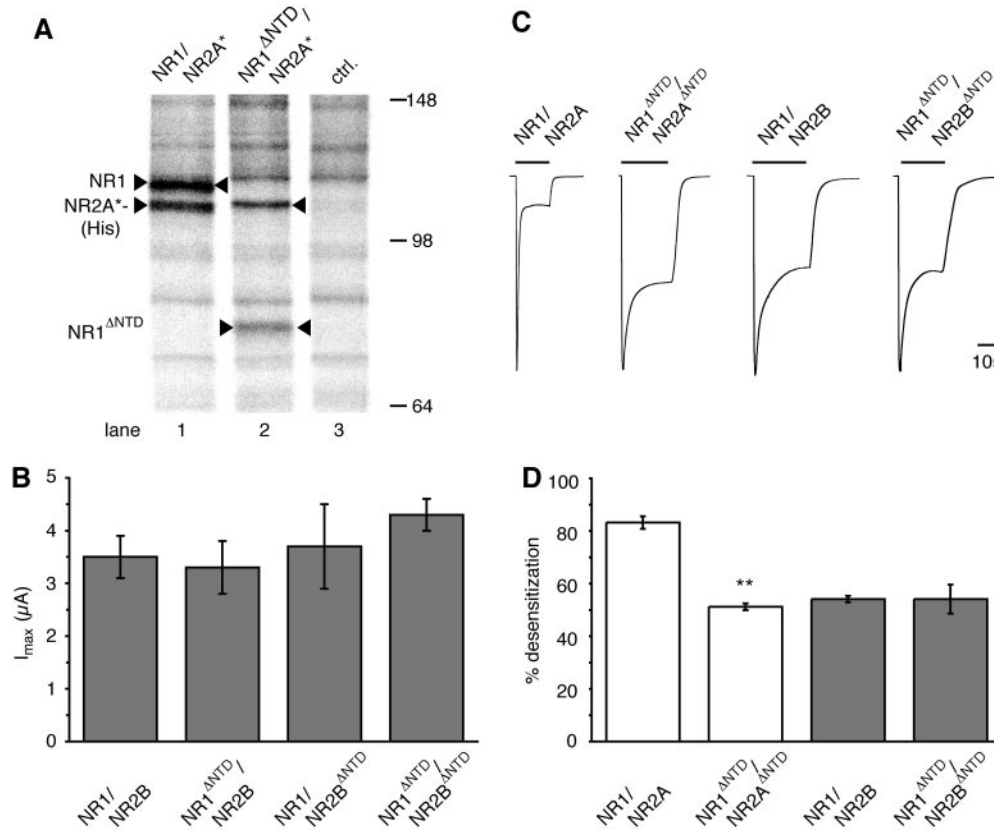 A
NR1/
NR2A*
NR1ΔNTD/
NR2A*
ctrl.
148
NR1
NR2A*-
(His)
98
NR1ΔNTD
64
lane 1 2 3
C
NR1/
NR2A
NR1ΔNTD/
NR2AΔNTD
NR1/
NR2B
NR1ΔNTD/
NR2BΔNTD
B
5
4
3
2
1
0
Imax (µA)
NR1/
NR2B
NR1ΔNTD/
NR2B
NR1/
NR2BΔNTD
NR1ΔNTD/
NR2BΔNTD
D
100
80
60
40
20
0
% desensitization
**
NR1/
NR2A
NR1ΔNTD/
NR2AΔNTD
NR1/
NR2B
NR1ΔNTD/
NR2BΔNTD